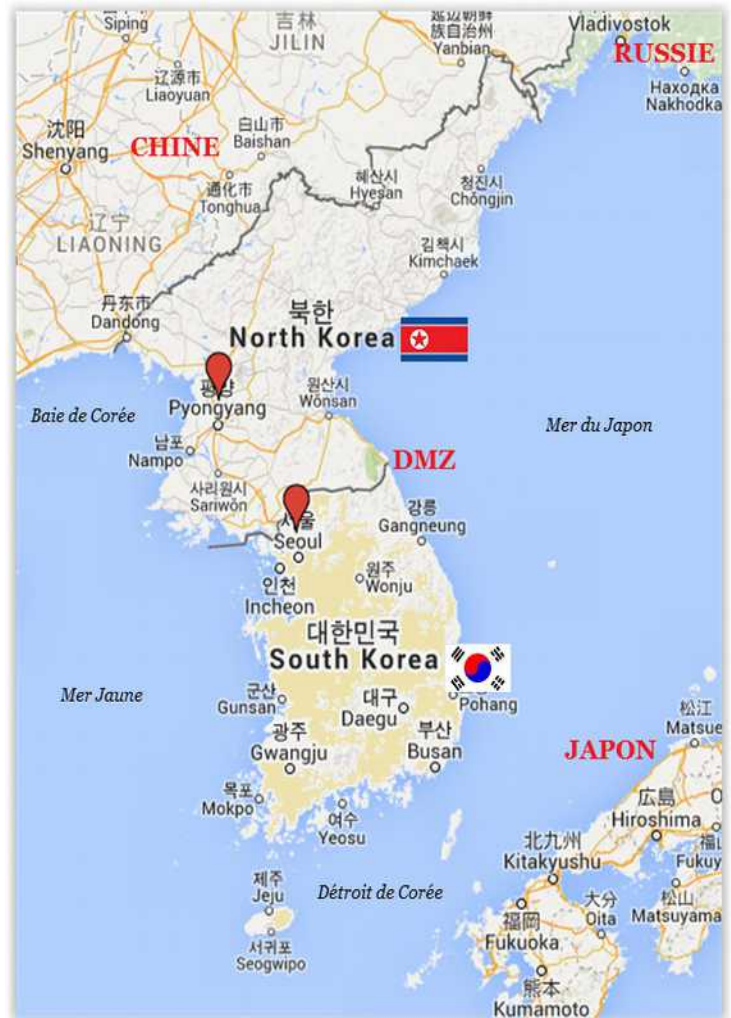 Siping
吉林
JILIN
延边朝鲜
族自治州
Yanbian
Vladivostok
RUSSIE
Находка
Nakhodka
辽源市
Liaoyuan
沈阳
Shenyang
CHINE
白山市
Baishan
通化市
Tonghua
혜산시
Hyesan
청진시
Chŏngjin
辽宁
LIAONING
김책시
Kimchaek
丹东市
Dandong
북한
North Korea
평양
Pyongyang
원산시
Wŏnsan
Baie de Corée
Mer du Japon
남포
Nampo
DMZ
사리원시
Sariwŏn
서울
Seoul
강릉
Gangneung
인천
Incheon
원주
Wonju
대한민국
South Korea
Mer Jaune
군산
Gunsan
대구
Daegu
Pohang
松江
Matsue
광주
Gwangju
부산
Busan
JAPON
목포
Mokpo
여수
Yeosu
広島
Hiroshima
北九州
Kitakyushu
제주
Jeju
Détroit de Corée
서귀포
Seogwipo
福岡
Fukuoka
大分
Oita
松山
Matsuyama
熊本
Kumamoto